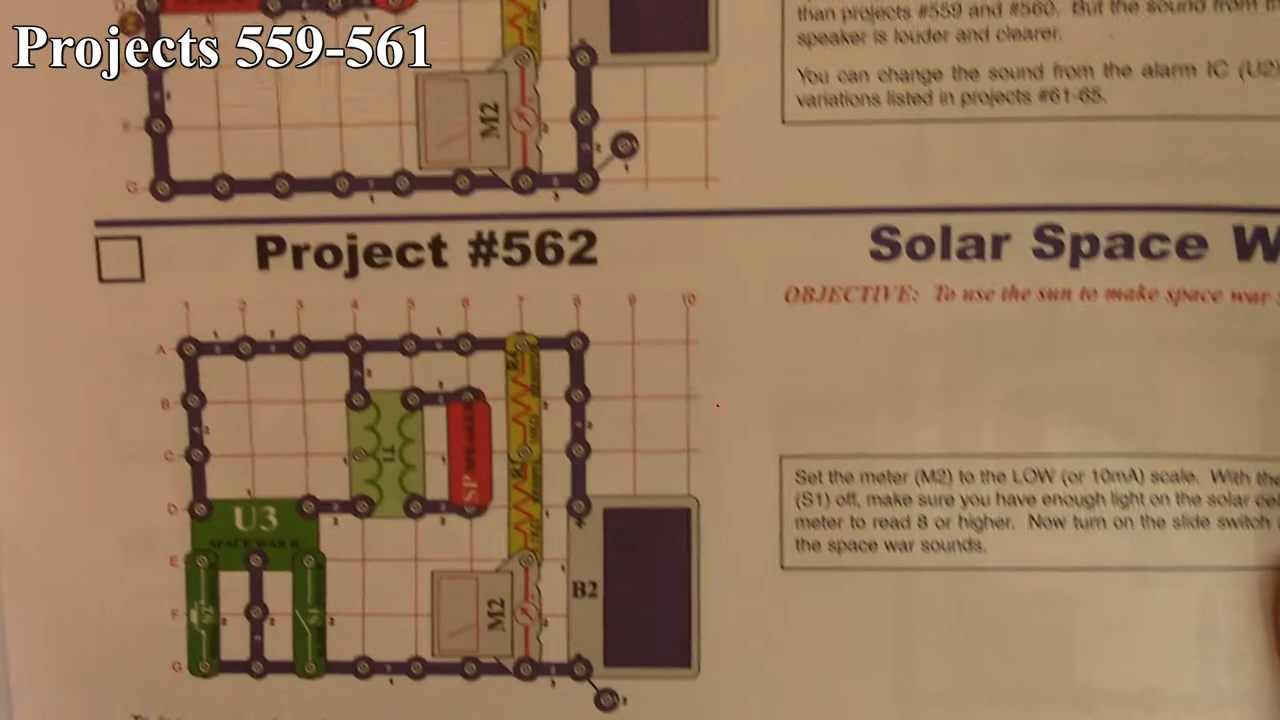 Projects 559-561
than projects #559 and #560. But the sound from
speaker is louder and clearer.
You can change the sound from the alarm IC (U2)
variations listed in projects #61-65.
M2
F
G
Project #562
Solar Space W
OBJECTIVE: To use the sun to make space war
1 2 3 4 5 6 7 8 9 10
A
B
C
D
E
F
G
U3
SPACE WAR IC
S2
S1
SP SPEAKER
M2
B2
Set the meter (M2) to the LOW (or 10mA) scale. With the
(S1) off, make sure you have enough light on the solar
meter to read 8 or higher. Now turn on the slide switch
the space war sounds.